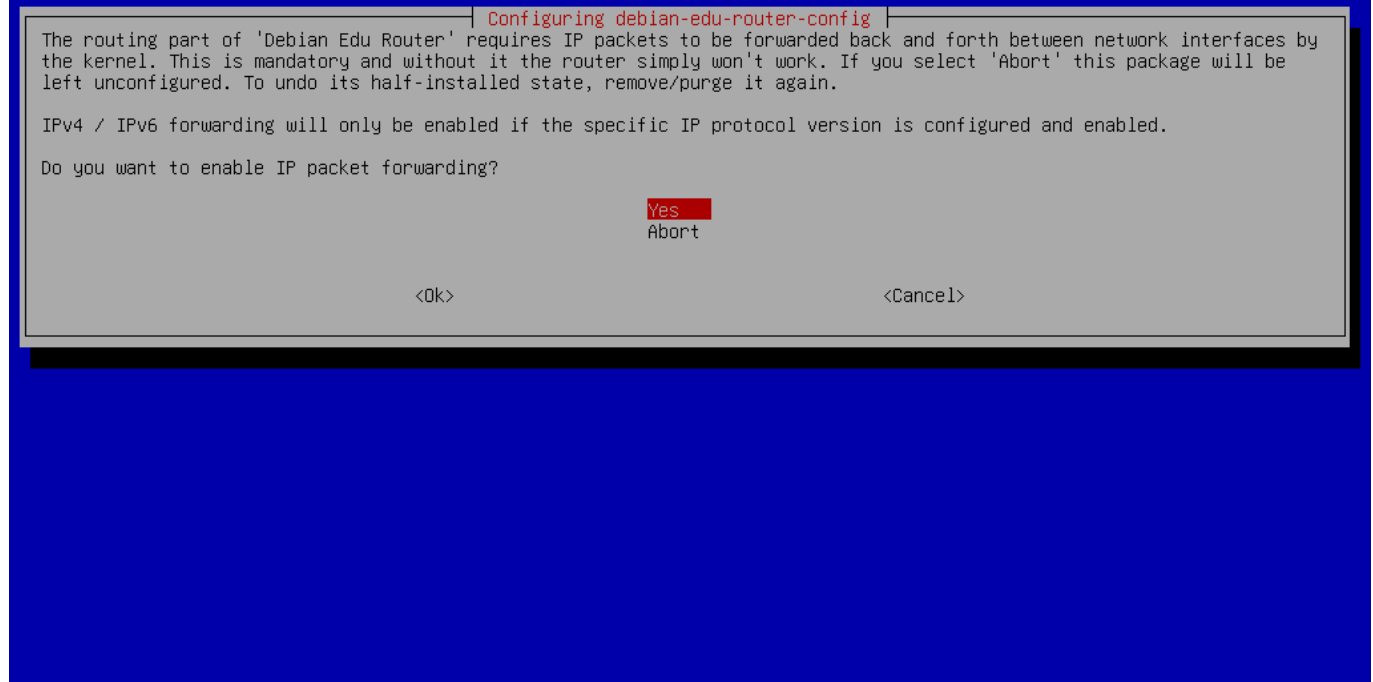 Configuring debian-edu-router-config
The routing part of 'Debian Edu Router' requires IP packets to be forwarded back and forth between network interfaces by
the kernel. This is mandatory and without it the router simply won't work. If you select 'Abort' this package will be
left unconfigured. To undo its half-installed state, remove/purge it again.
IPv4 / IPv6 forwarding will only be enabled if the specific IP protocol version is configured and enabled.
Do you want to enable IP packet forwarding?
Yes
Abort
<Ok> <Cancel>